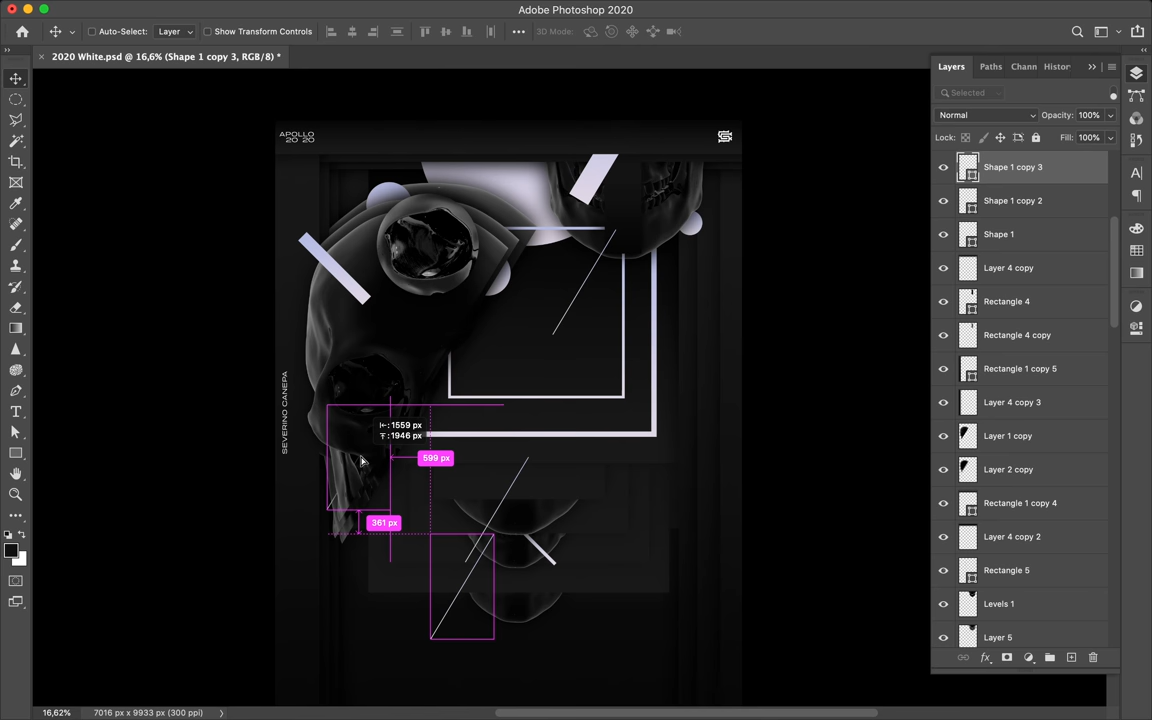 Adobe Photoshop 2020
Auto-Select:
Layer
Show Transform Controls
3D Mode:
2020 White.psd @ 16,6% (Shape 1 copy 3, RGB/8) *
Layers
Paths
Chann
Histor
Selected
Normal
Opacity:
100%
Lock:
Fill:
100%
Shape 1 copy 3
Shape 1 copy 2
Shape 1
Layer 4 copy
Rectangle 4
Rectangle 4 copy
Rectangle 1 copy 5
Layer 4 copy 3
Layer 1 copy
Layer 2 copy
Rectangle 1 copy 4
Layer 4 copy 2
Rectangle 5
Levels 1
Layer 5
APOLLO
20 20
SEVERINO CANEPA
: 1559 px
: 1946 px
599 px
361 px
16,62%
7016 px x 9933 px (300 ppi)